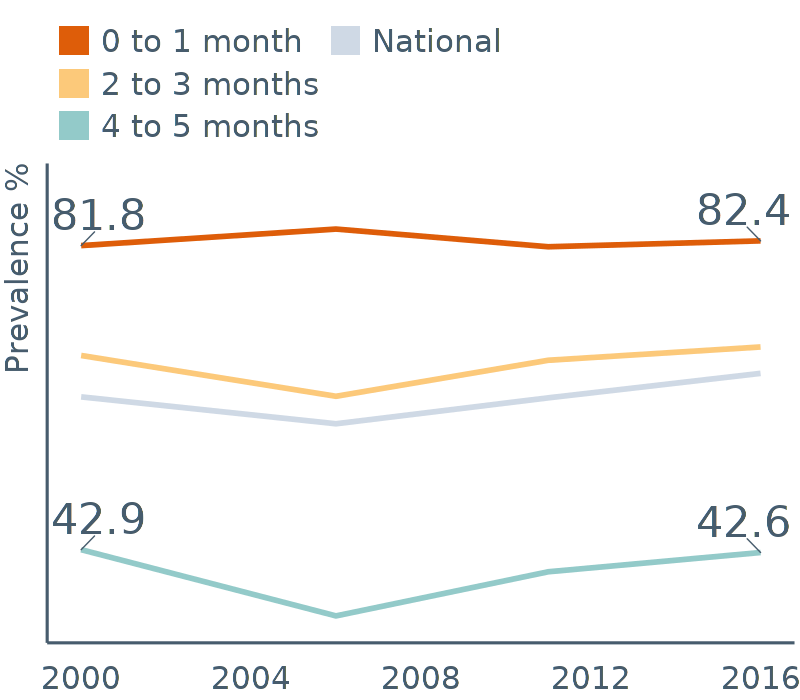 0 to 1 month
National
2 to 3 months
4 to 5 months
Prevalence %
81.8
82.4
42.9
42.6
2000 2004 2008 2012 2016